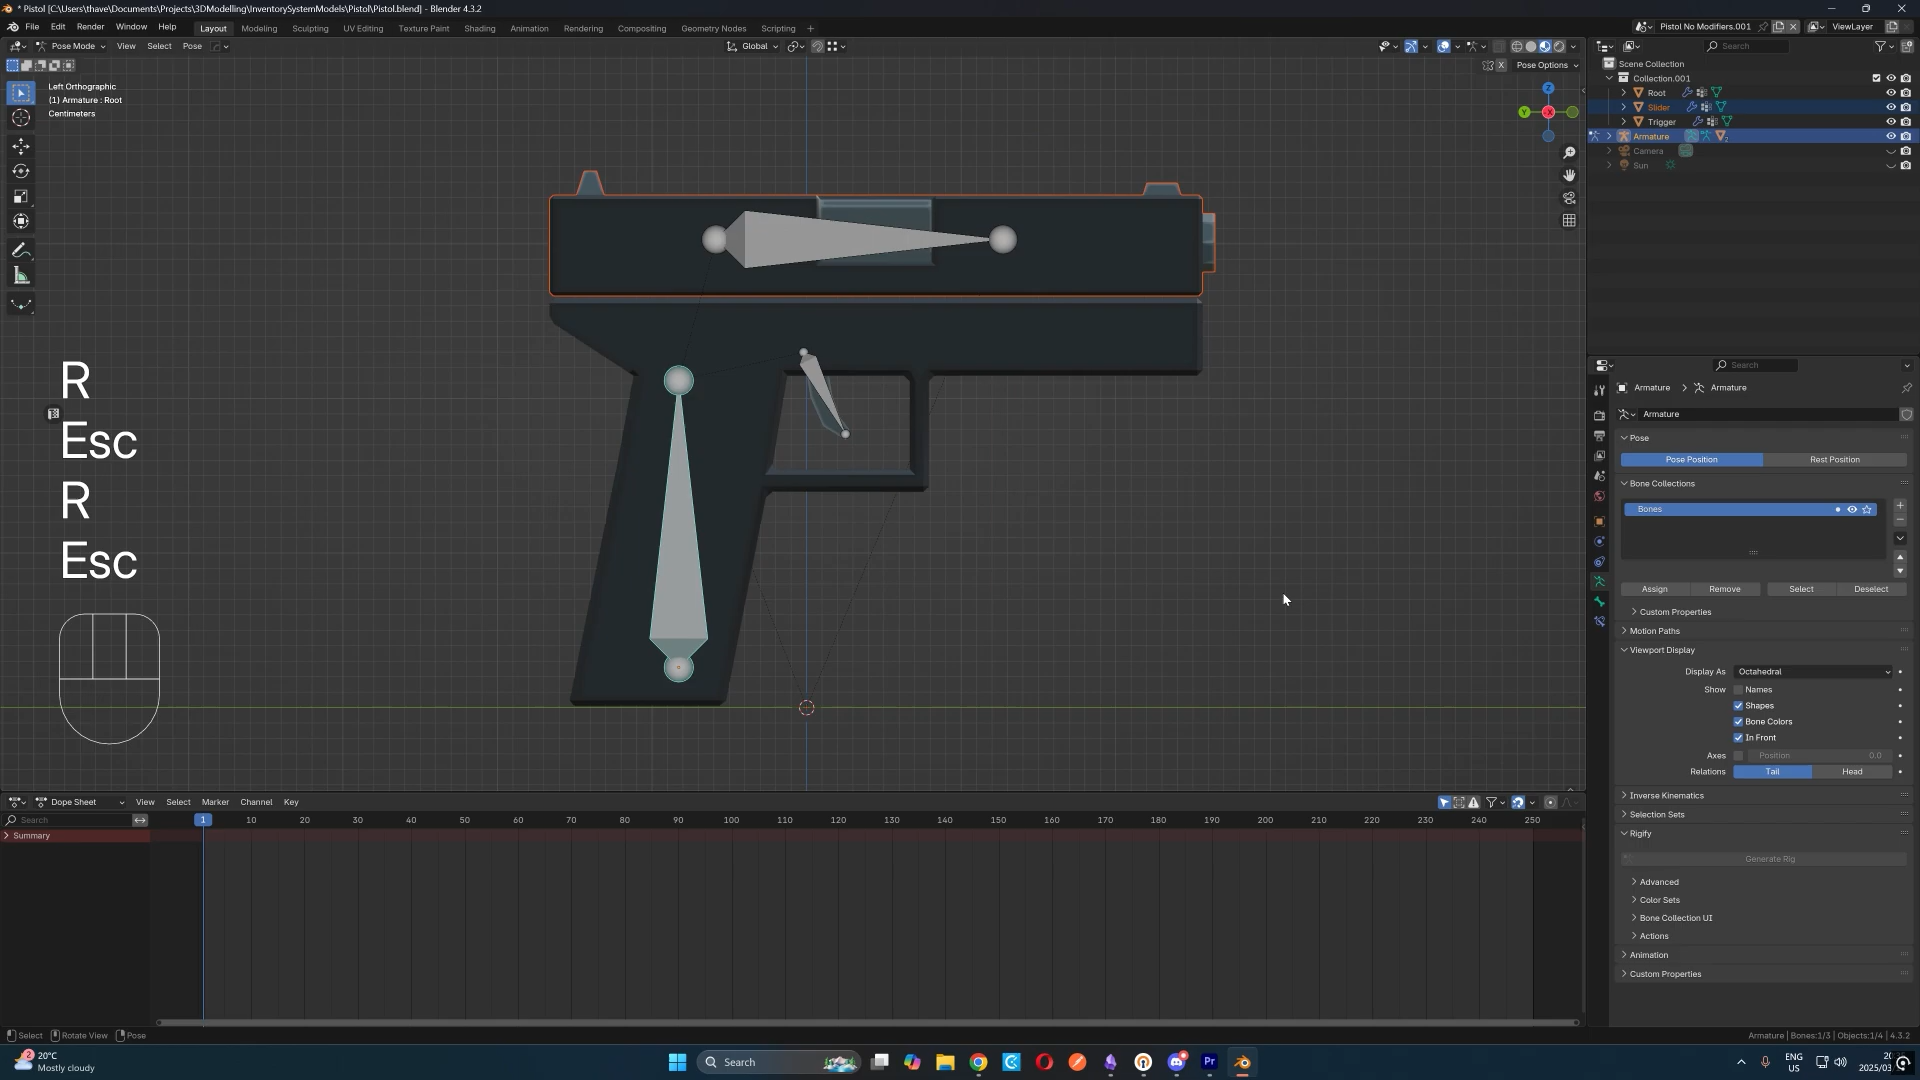 * Pistol [C:\Users\thave\Documents\Projects\3DModelling\InventorySystemModels\Pistol\Pistol.blend] - Blender 4.3.2
File Edit Render Window Help
Layout Modeling Sculpting UV Editing Texture Paint Shading Animation Rendering Compositing Geometry Nodes Scripting +
Pistol No Modifiers.001
ViewLayer
Pose Mode View Select Pose
Global
Search
X Pose Options
Left Orthographic
(1) Armature : Root
Centimeters
Z
Y
X
Scene Collection
Collection.001
Root
Slider
Trigger
Armature
2
Camera
Sun
R
Esc
R
Esc
Search
Armature > Armature
Armature
Pose
Pose Position Rest Position
Bone Collections
Bones
Assign Remove Select Deselect
Custom Properties
Motion Paths
Viewport Display
Display As Octahedral
Show Names
Shapes
Bone Colors
In Front
Axes Position 0.0
Relations Tail Head
Inverse Kinematics
Selection Sets
Rigify
Generate Rig
Advanced
Color Sets
Bone Collection UI
Actions
Animation
Custom Properties
Dope Sheet View Select Marker Channel Key
Search
1 10 20 30 40 50 60 70 80 90 100 110 120 130 140 150 160 170 180 190 200 210 220 230 240 250
Summary
Select Rotate View Pose
Armature | Bones:1/3 | Objects:1/4 | 4.3.2
2
20°C
Mostly cloudy
Search
Pr
ENG
US
2025/03